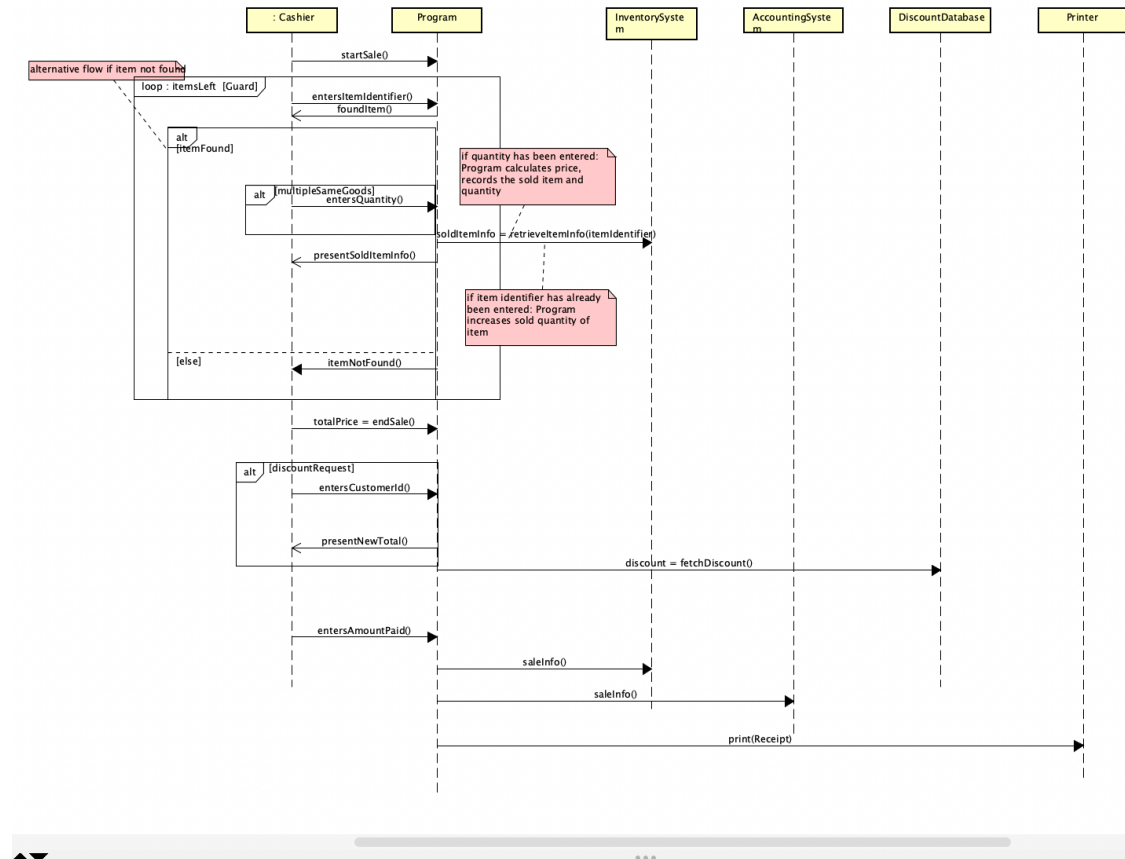 : Cashier
Program
InventorySyste
m
AccountingSyste
m
DiscountDatabase
Printer
startSale()
alternative flow if item not found
loop : itemsLeft [Guard]
entersItemIdentifier()
foundItem()
alt
[itemFound]
if quantity has been entered:
Program calculates price,
records the sold item and
quantity
alt
[multipleSameGoods]
entersQuantity()
soldItemInfo = retrieveItemInfo(itemIdentifier)
presentSoldItemInfo()
if item identifier has already
been entered: Program
increases sold quantity of
item
[else]
itemNotFound()
totalPrice = endSale()
alt
[discountRequest]
entersCustomerId()
presentNewTotal()
discount = fetchDiscount()
entersAmountPaid()
saleInfo()
saleInfo()
print(Receipt)